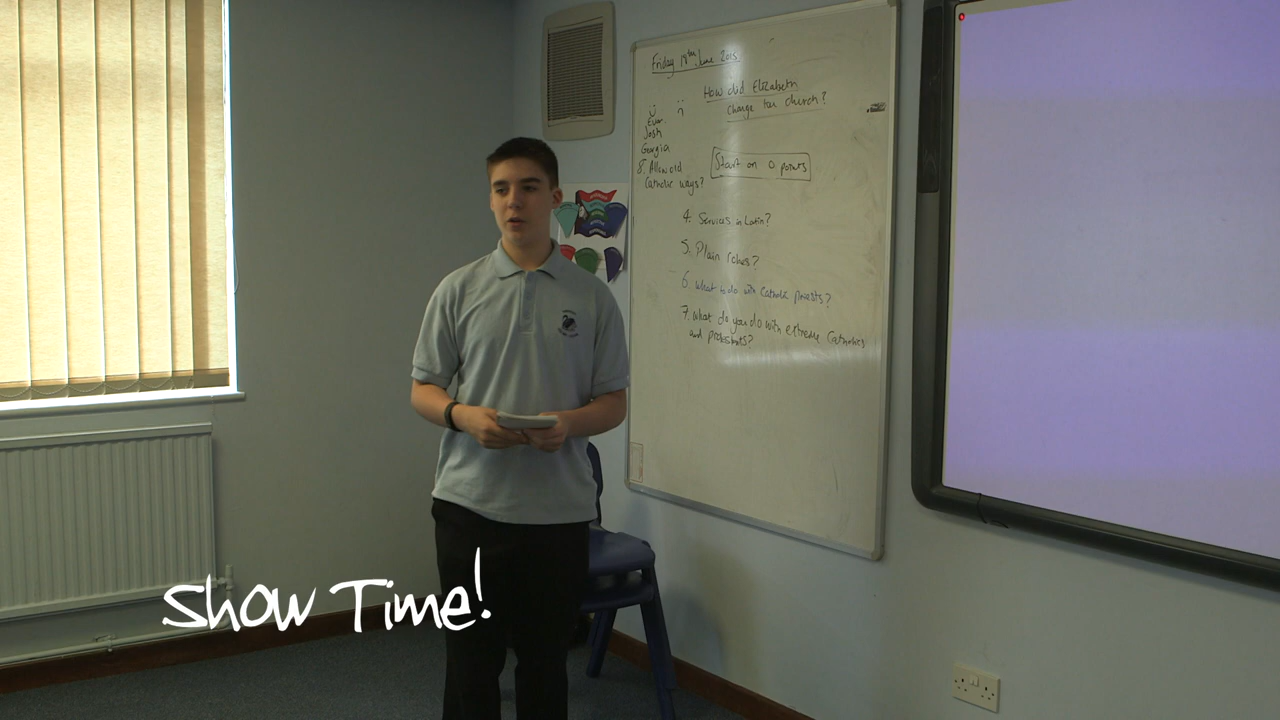 Friday 19th June 2015
How did Elizabeth
change the church?
Evan
Josh
Georgia
8. Allow old
Catholic ways?
Start on 0 points
4. Services in Latin?
5. Plain robes?
6. What to do with Catholic priests?
7. What do you do with extreme Catholics
and protestants?
Show Time!